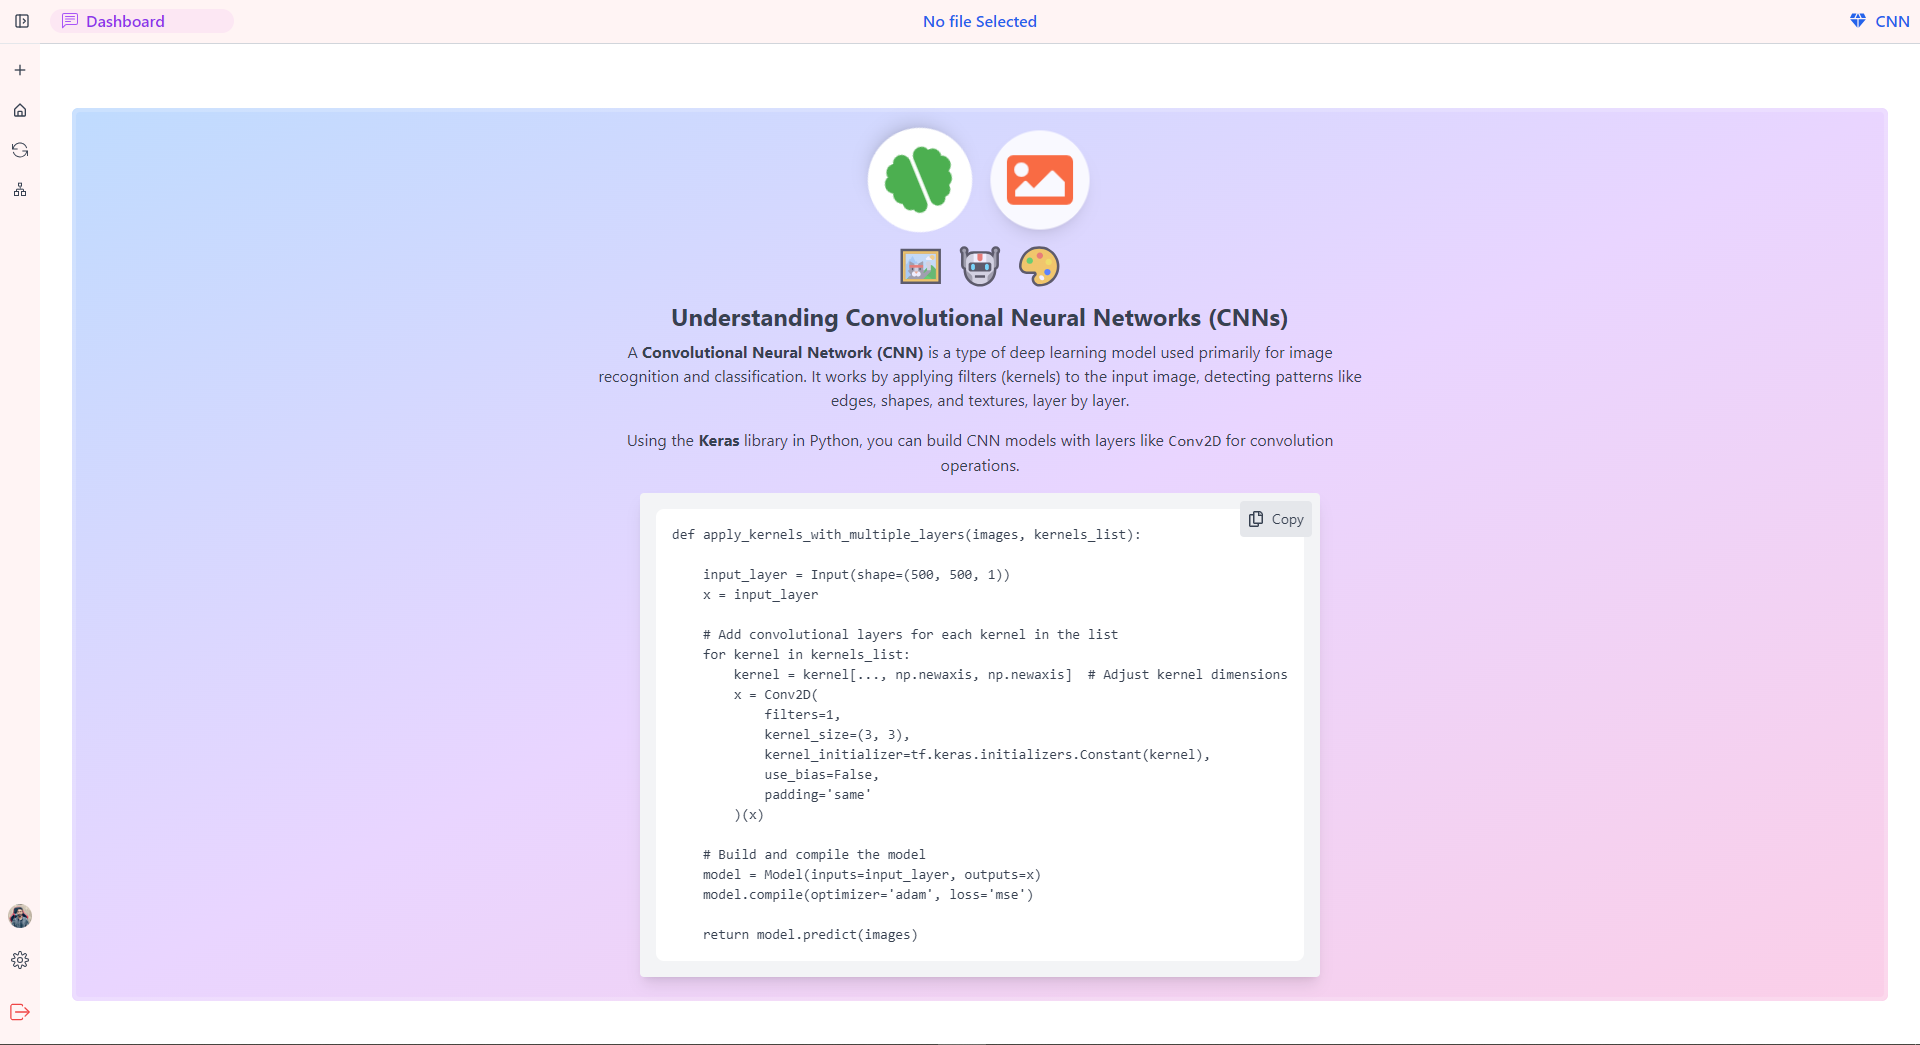 Dashboard
No file Selected
CNN
Understanding Convolutional Neural Networks (CNNs)
A Convolutional Neural Network (CNN) is a type of deep learning model used primarily for image
recognition and classification. It works by applying filters (kernels) to the input image, detecting patterns like
edges, shapes, and textures, layer by layer.
Using the Keras library in Python, you can build CNN models with layers like Conv2D for convolution
operations.
Copy
def apply_kernels_with_multiple_layers(images, kernels_list):
    input_layer = Input(shape=(500, 500, 1))
    x = input_layer
    # Add convolutional layers for each kernel in the list
    for kernel in kernels_list:
        kernel = kernel[..., np.newaxis, np.newaxis]  # Adjust kernel dimensions
        x = Conv2D(
            filters=1,
            kernel_size=(3, 3),
            kernel_initializer=tf.keras.initializers.Constant(kernel),
            use_bias=False,
            padding='same'
        )(x)
    # Build and compile the model
    model = Model(inputs=input_layer, outputs=x)
    model.compile(optimizer='adam', loss='mse')
    return model.predict(images)